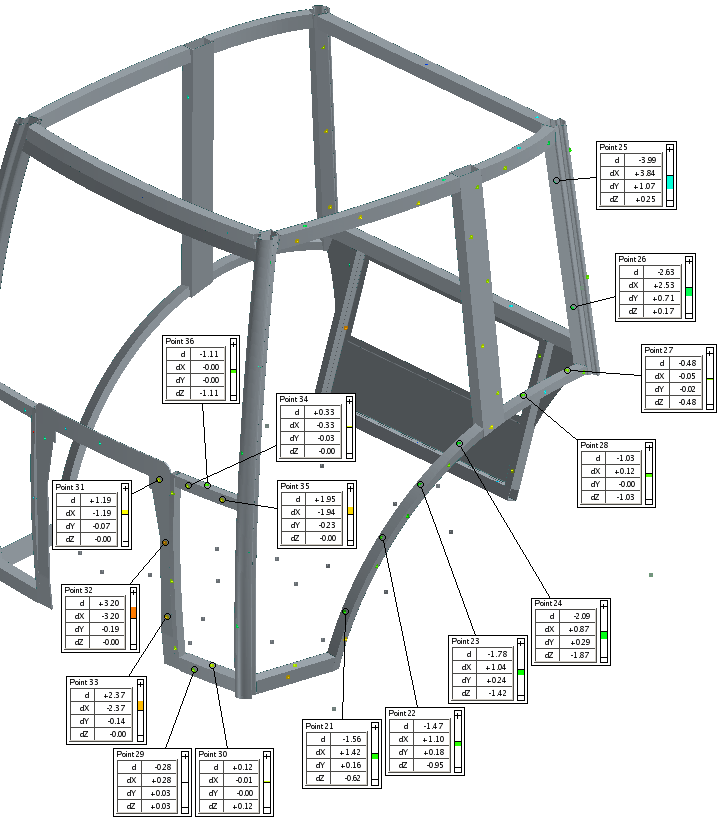 Point 25
d -3.99
dX +3.84
dY +1.07
dZ +0.25
Point 26
d -2.63
dX +2.53
dY +0.71
dZ +0.17
Point 36
d -1.11
dX -0.00
dY -0.00
dZ -1.11
Point 27
d -0.48
dX -0.05
dY -0.02
dZ -0.48
Point 34
d +0.33
dX -0.33
dY -0.03
dZ -0.00
Point 28
d -1.03
dX +0.12
dY -0.00
dZ -1.03
Point 31
d +1.19
dX -1.19
dY -0.07
dZ -0.00
Point 35
d +1.95
dX -1.94
dY -0.23
dZ -0.00
Point 32
d +3.20
dX -3.20
dY -0.19
dZ -0.00
Point 24
d -2.09
dX +0.87
dY +0.29
dZ -1.87
Point 23
d -1.78
dX +1.04
dY +0.24
dZ -1.42
Point 33
d +2.37
dX -2.37
dY -0.14
dZ -0.00
Point 22
d -1.47
dX +1.10
dY +0.18
dZ -0.95
Point 21
d -1.56
dX +1.42
dY +0.16
dZ -0.62
Point 29
d -0.28
dX +0.28
dY +0.03
dZ +0.03
Point 30
d +0.12
dX -0.01
dY -0.00
dZ +0.12